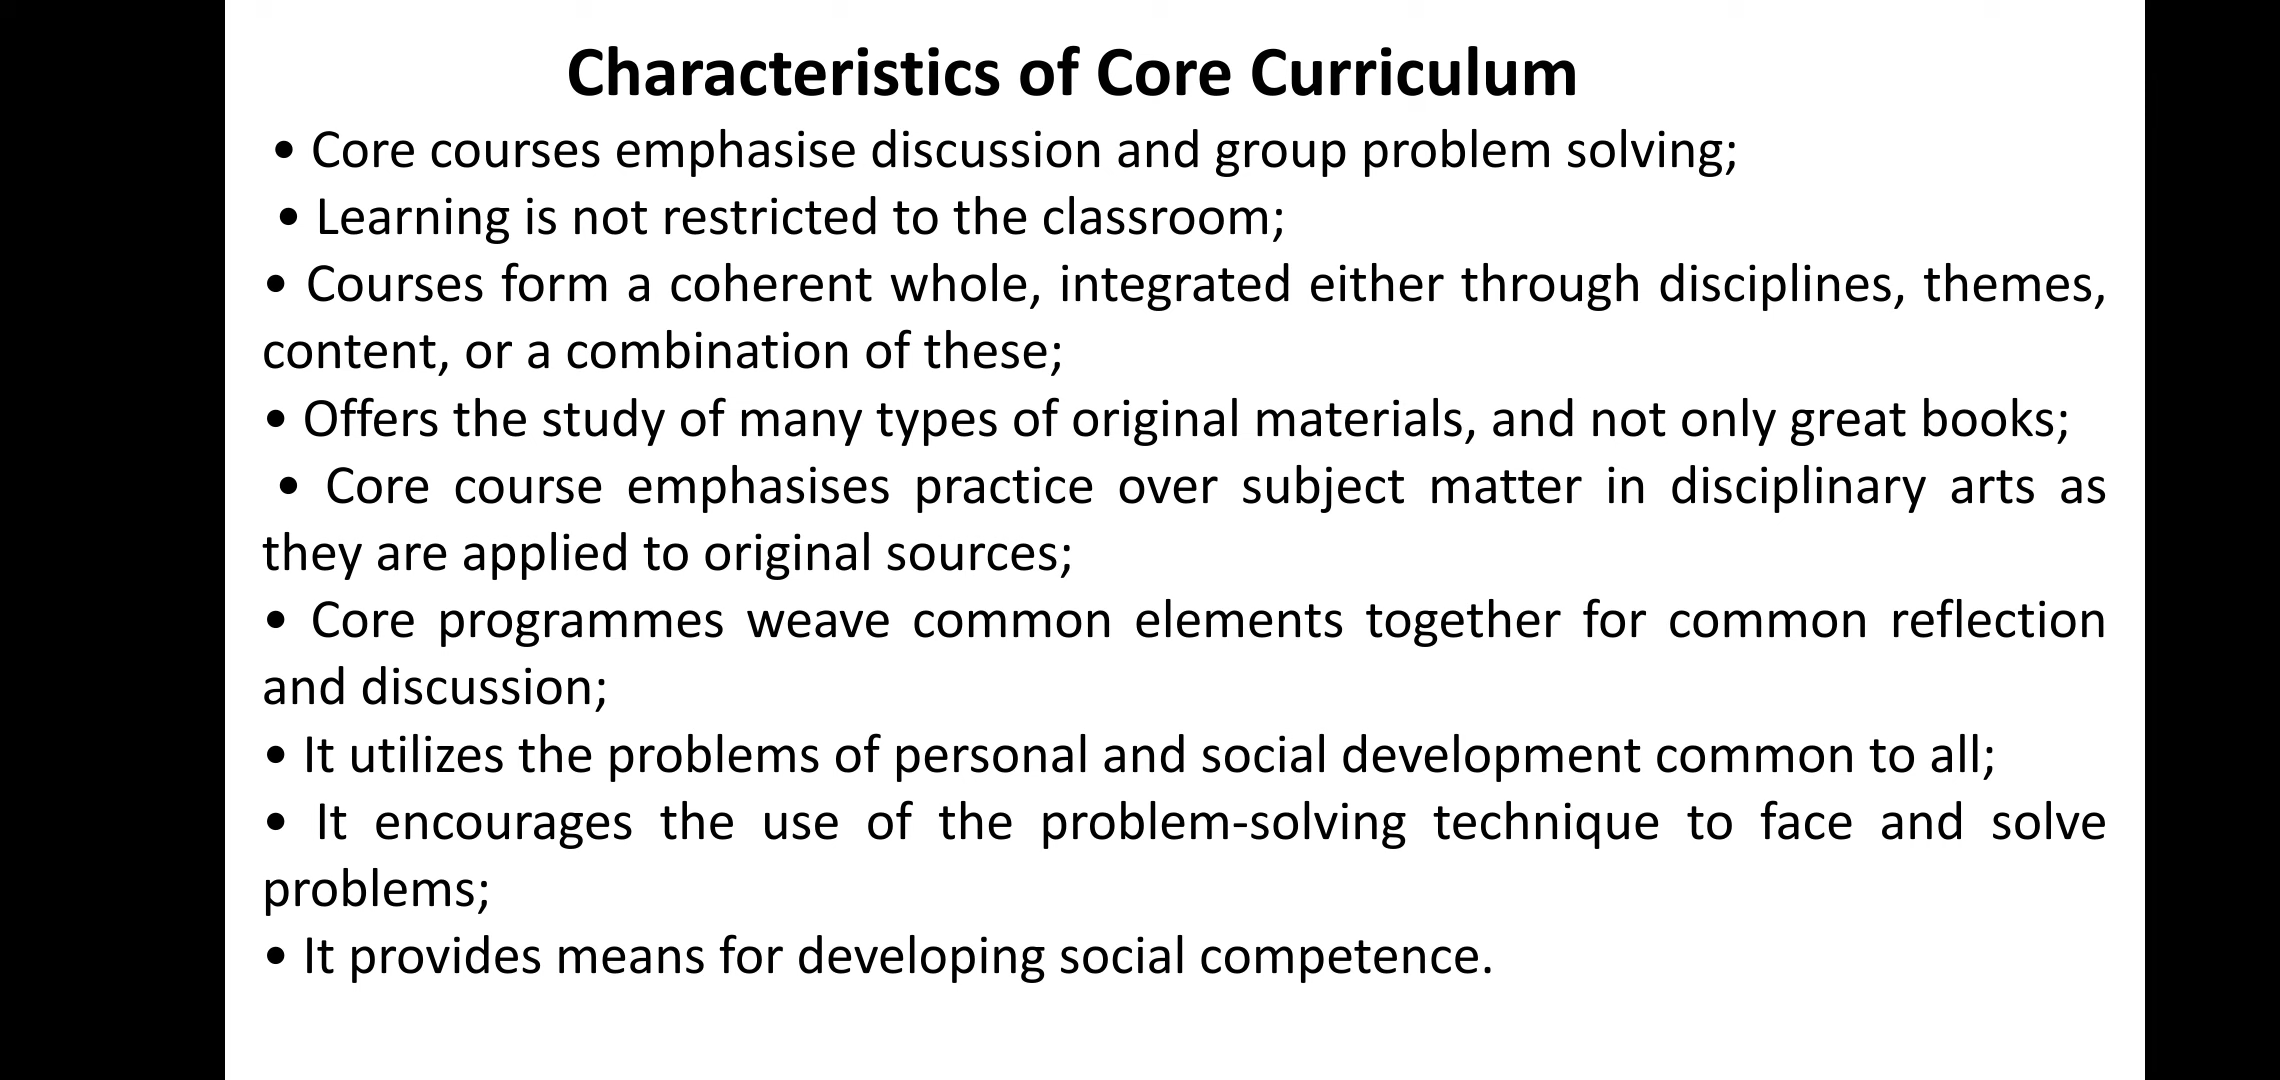 Characteristics of Core Curriculum
• Core courses emphasise discussion and group problem solving;
• Learning is not restricted to the classroom;
• Courses form a coherent whole, integrated either through disciplines, themes,
content, or a combination of these;
• Offers the study of many types of original materials, and not only great books;
• Core course emphasises practice over subject matter in disciplinary arts as
they are applied to original sources;
• Core programmes weave common elements together for common reflection
and discussion;
• It utilizes the problems of personal and social development common to all;
• It encourages the use of the problem-solving technique to face and solve
problems;
• It provides means for developing social competence.